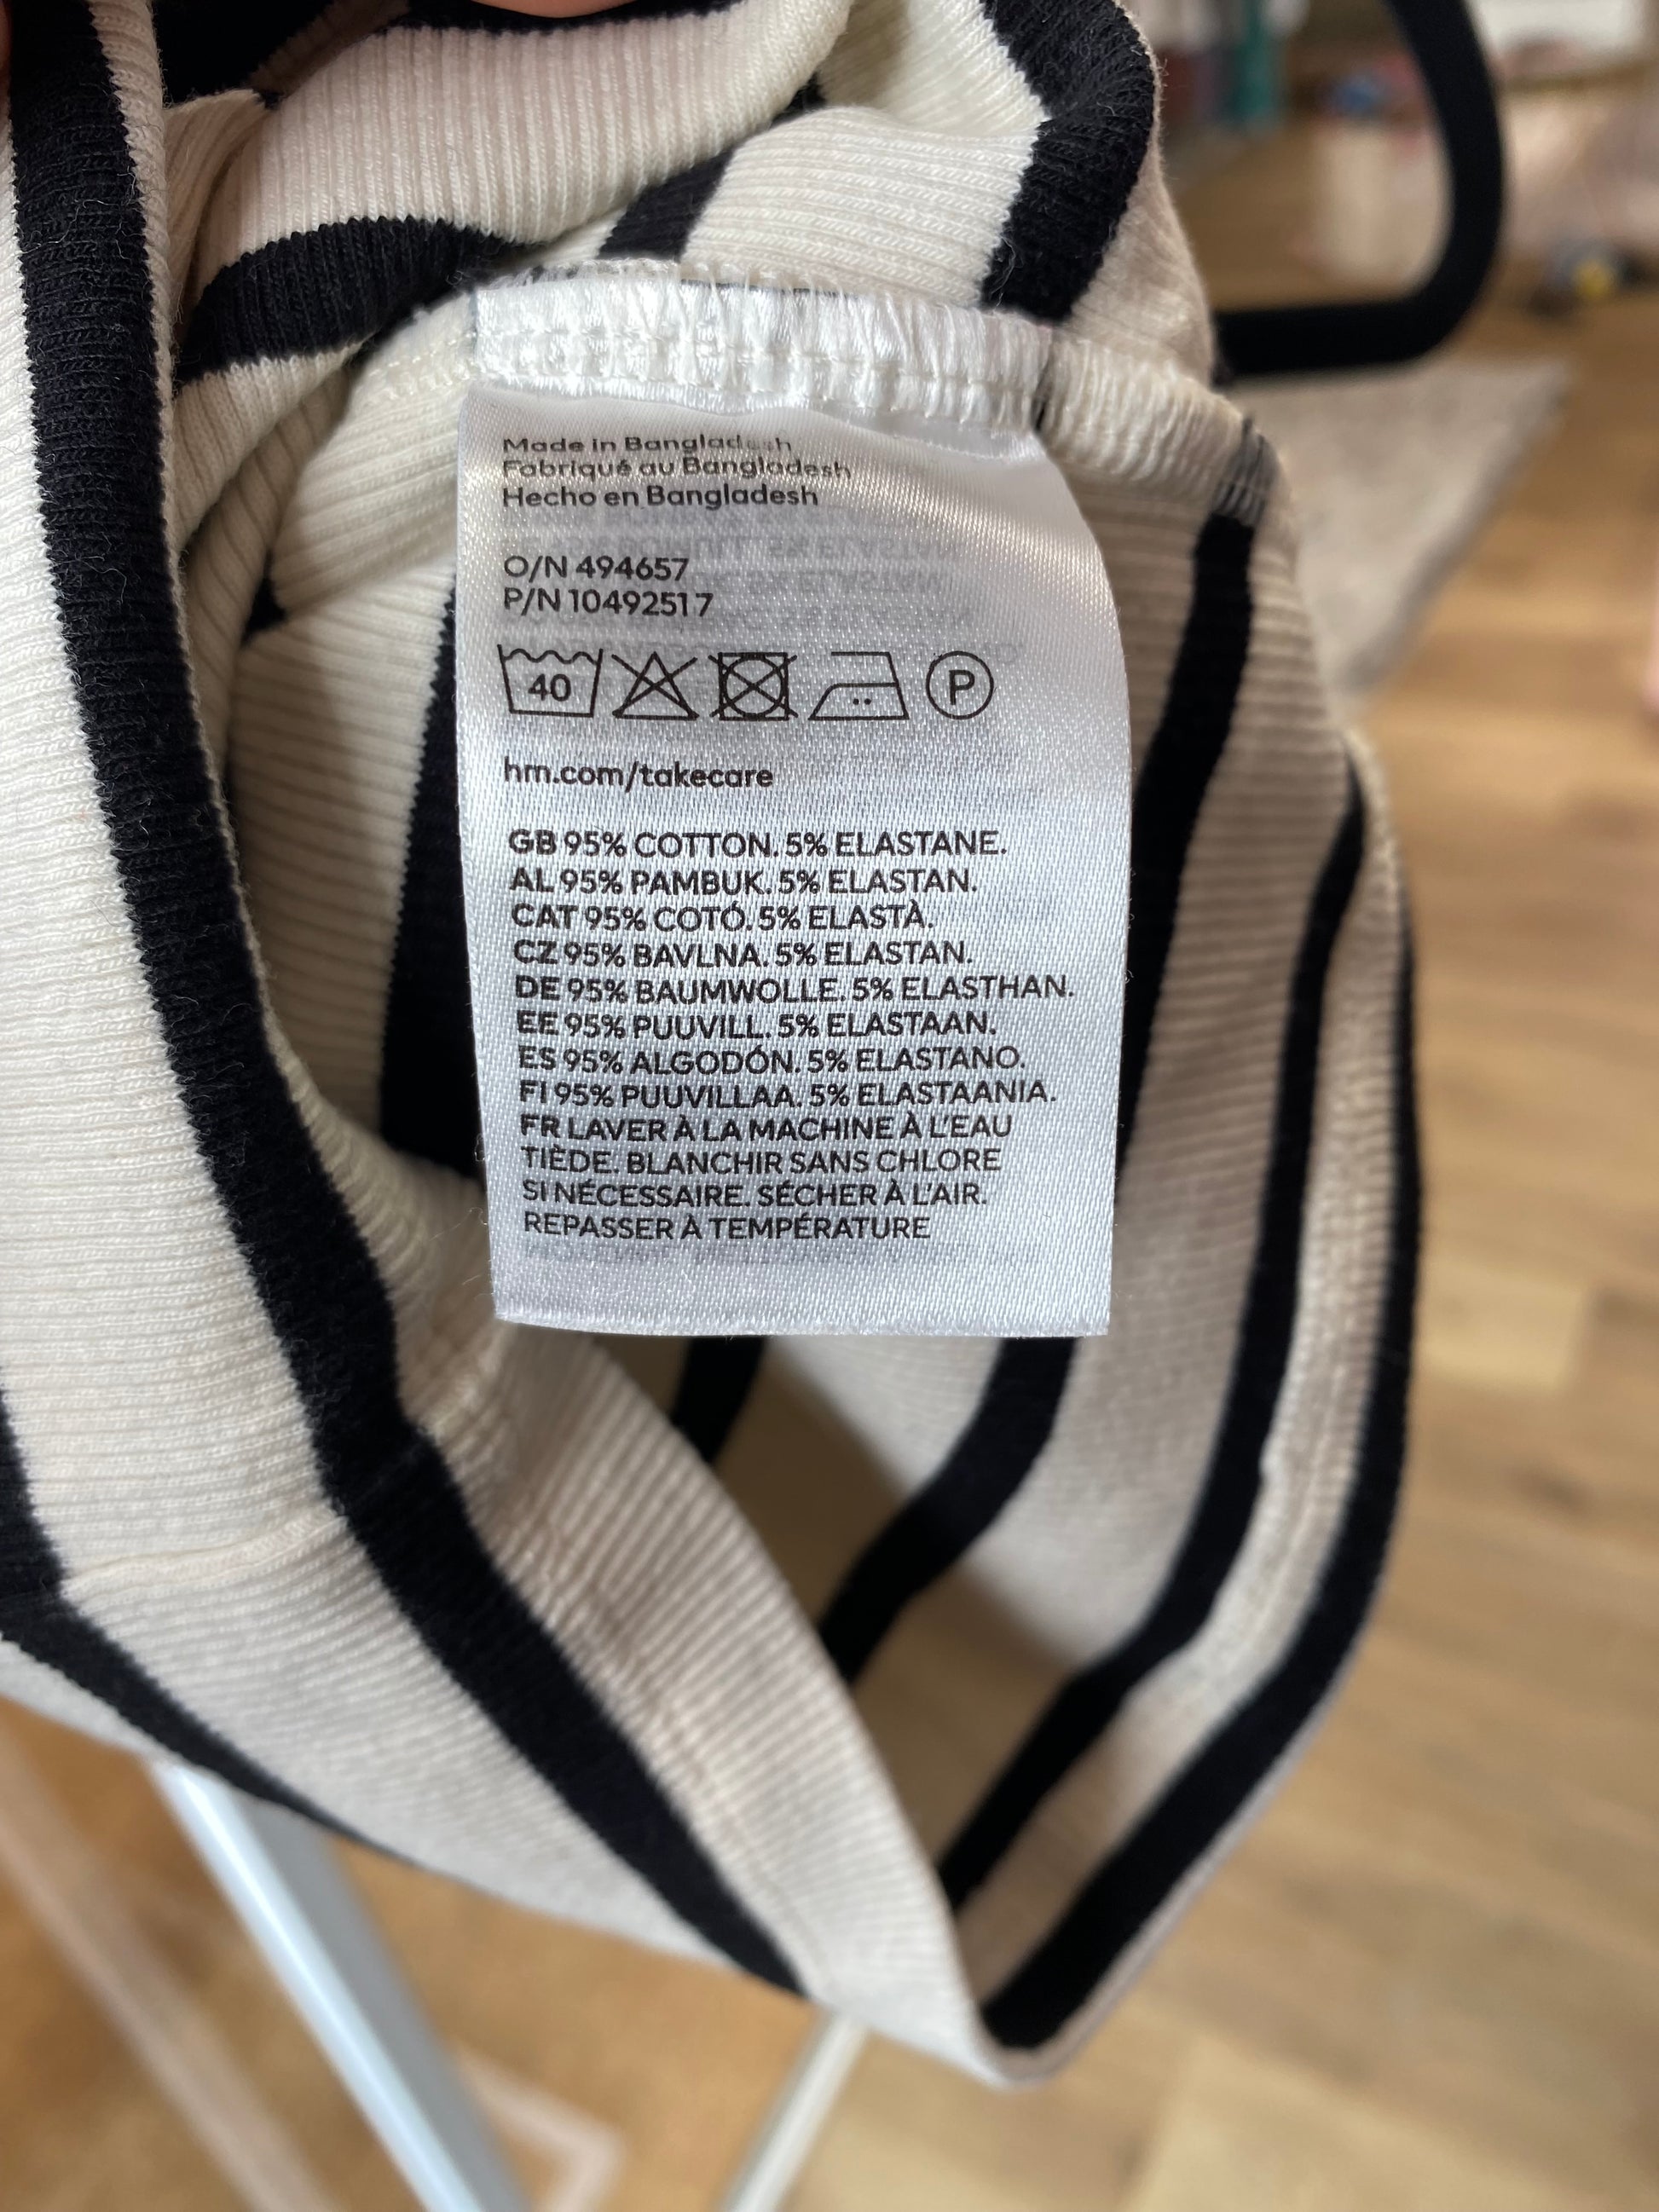 Made in Bangladesh
Fabriqué au Bangladesh
Hecho en Bangladesh
O/N 494657
P/N 10492517
40 P
hm.com/takecare
GB 95% COTTON. 5% ELASTANE.
AL 95% PAMBUK. 5% ELASTAN.
CAT 95% COTÓ. 5% ELASTÀ.
CZ 95% BAVLNA. 5% ELASTAN.
DE 95% BAUMWOLLE. 5% ELASTHAN.
EE 95% PUUVILL. 5% ELASTAAN.
ES 95% ALGODÓN. 5% ELASTANO.
FI 95% PUUVILLAA. 5% ELASTAANIA.
FR LAVER À LA MACHINE À L'EAU
TIÈDE. BLANCHIR SANS CHLORE
SI NÉCESSAIRE. SÉCHER À L'AIR.
REPASSER À TEMPÉRATURE